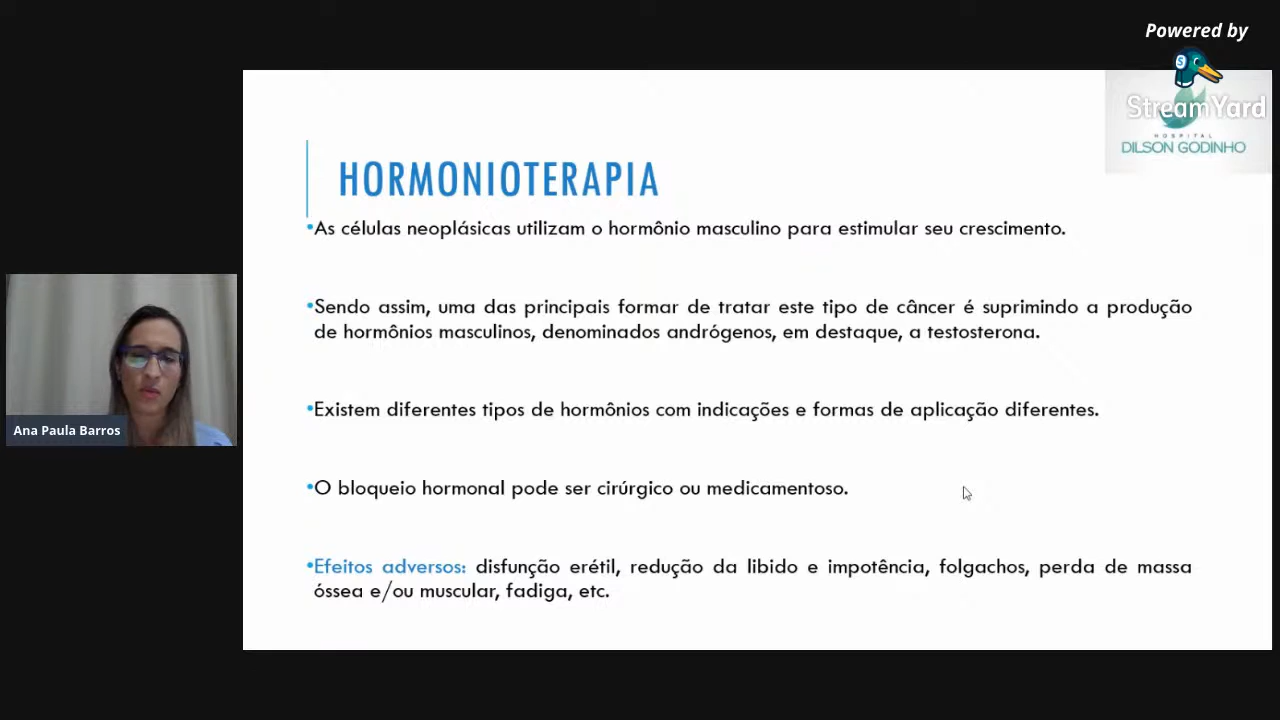 Powered by
StreamYard
HOSPITAL
DILSON GODINHO
HORMONIOTERAPIA
•As células neoplásicas utilizam o hormônio masculino para estimular seu crescimento.
•Sendo assim, uma das principais formar de tratar este tipo de câncer é suprimindo a produção
de hormônios masculinos, denominados andrógenos, em destaque, a testosterona.
•Existem diferentes tipos de hormônios com indicações e formas de aplicação diferentes.
•O bloqueio hormonal pode ser cirúrgico ou medicamentoso.
•Efeitos adversos: disfunção erétil, redução da libido e impotência, folgachos, perda de massa
óssea e/ou muscular, fadiga, etc.
Ana Paula Barros